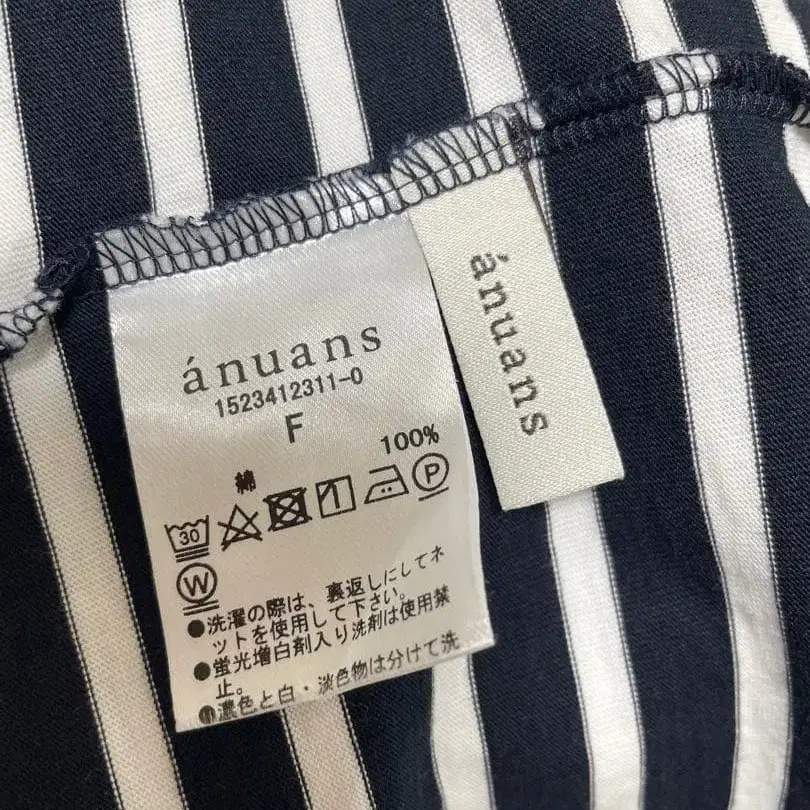 ánuans
1523412311-0
F
100%
綿
30
P
W
●洗濯の際は、裏返しにしてネ
ットを使用して下さい。
●蛍光増白剤入り洗剤は使用禁
止。
●濃色と白・淡色物は分けて洗
ánuans